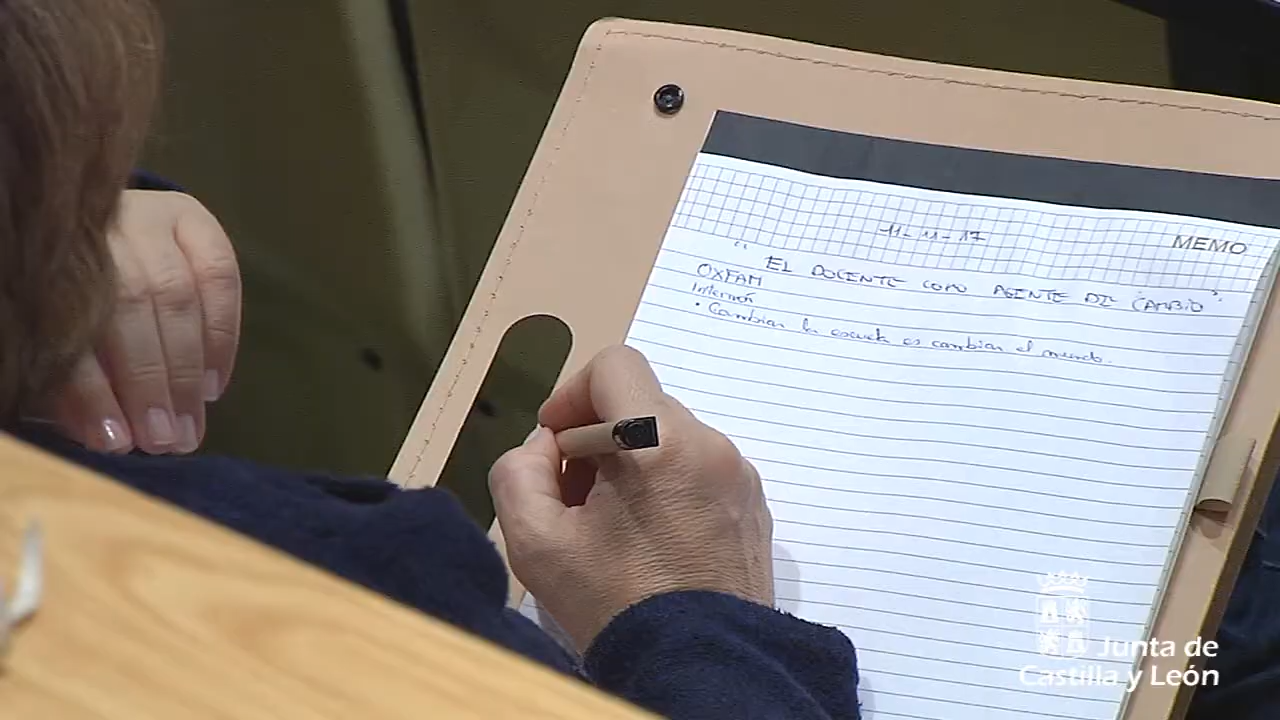 11-11-17
MEMO
"EL DOCENTE COMO AGENTE DE CAMBIO".
OXFAM
Intermón
• Cambiar la escuela es cambiar el mundo.
Junta de
Castilla y León